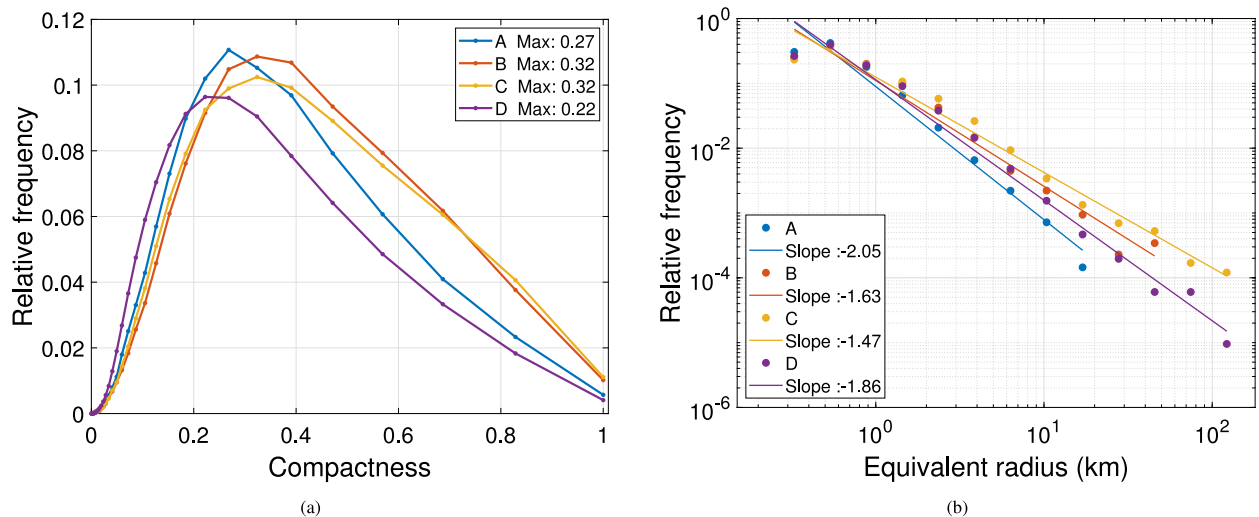 0.12
0.1
0.08
0.06
0.04
0.02
0
Relative frequency
A Max: 0.27
B Max: 0.32
C Max: 0.32
D Max: 0.22
0 0.2 0.4 0.6 0.8 1
Compactness
(a)
10^0
10^-2
10^-4
10^-6
Relative frequency
A
Slope :-2.05
B
Slope :-1.63
C
Slope :-1.47
D
Slope :-1.86
10^0 10^1 10^2
Equivalent radius (km)
(b)